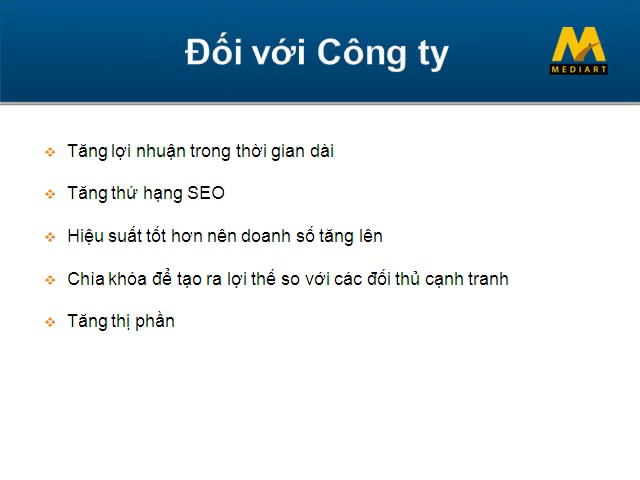 Đối với Công ty
MEDIART
Tăng lợi nhuận trong thời gian dài
Tăng thứ hạng SEO
Hiệu suất tốt hơn nên doanh số tăng lên
Chìa khóa để tạo ra lợi thế so với các đối thủ cạnh tranh
Tăng thị phần